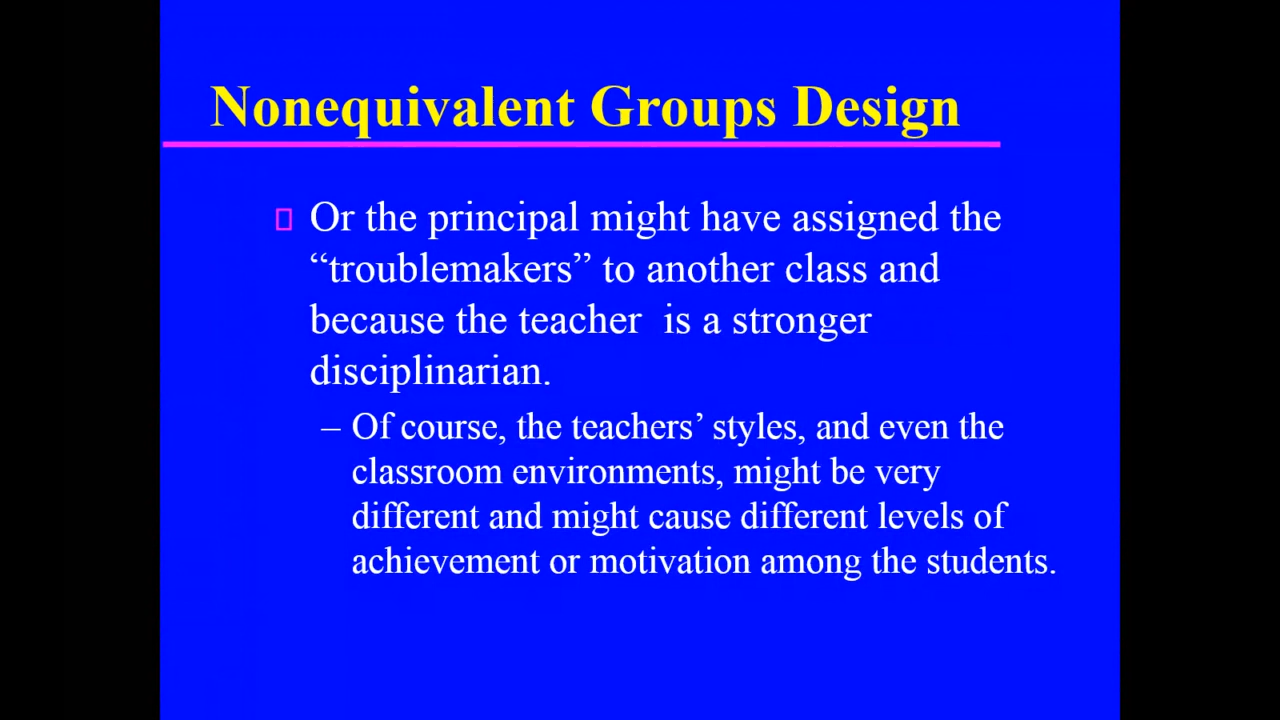 Nonequivalent Groups Design
Or the principal might have assigned the
“troublemakers” to another class and
because the teacher  is a stronger
disciplinarian.
– Of course, the teachers’ styles, and even the
classroom environments, might be very
different and might cause different levels of
achievement or motivation among the students.